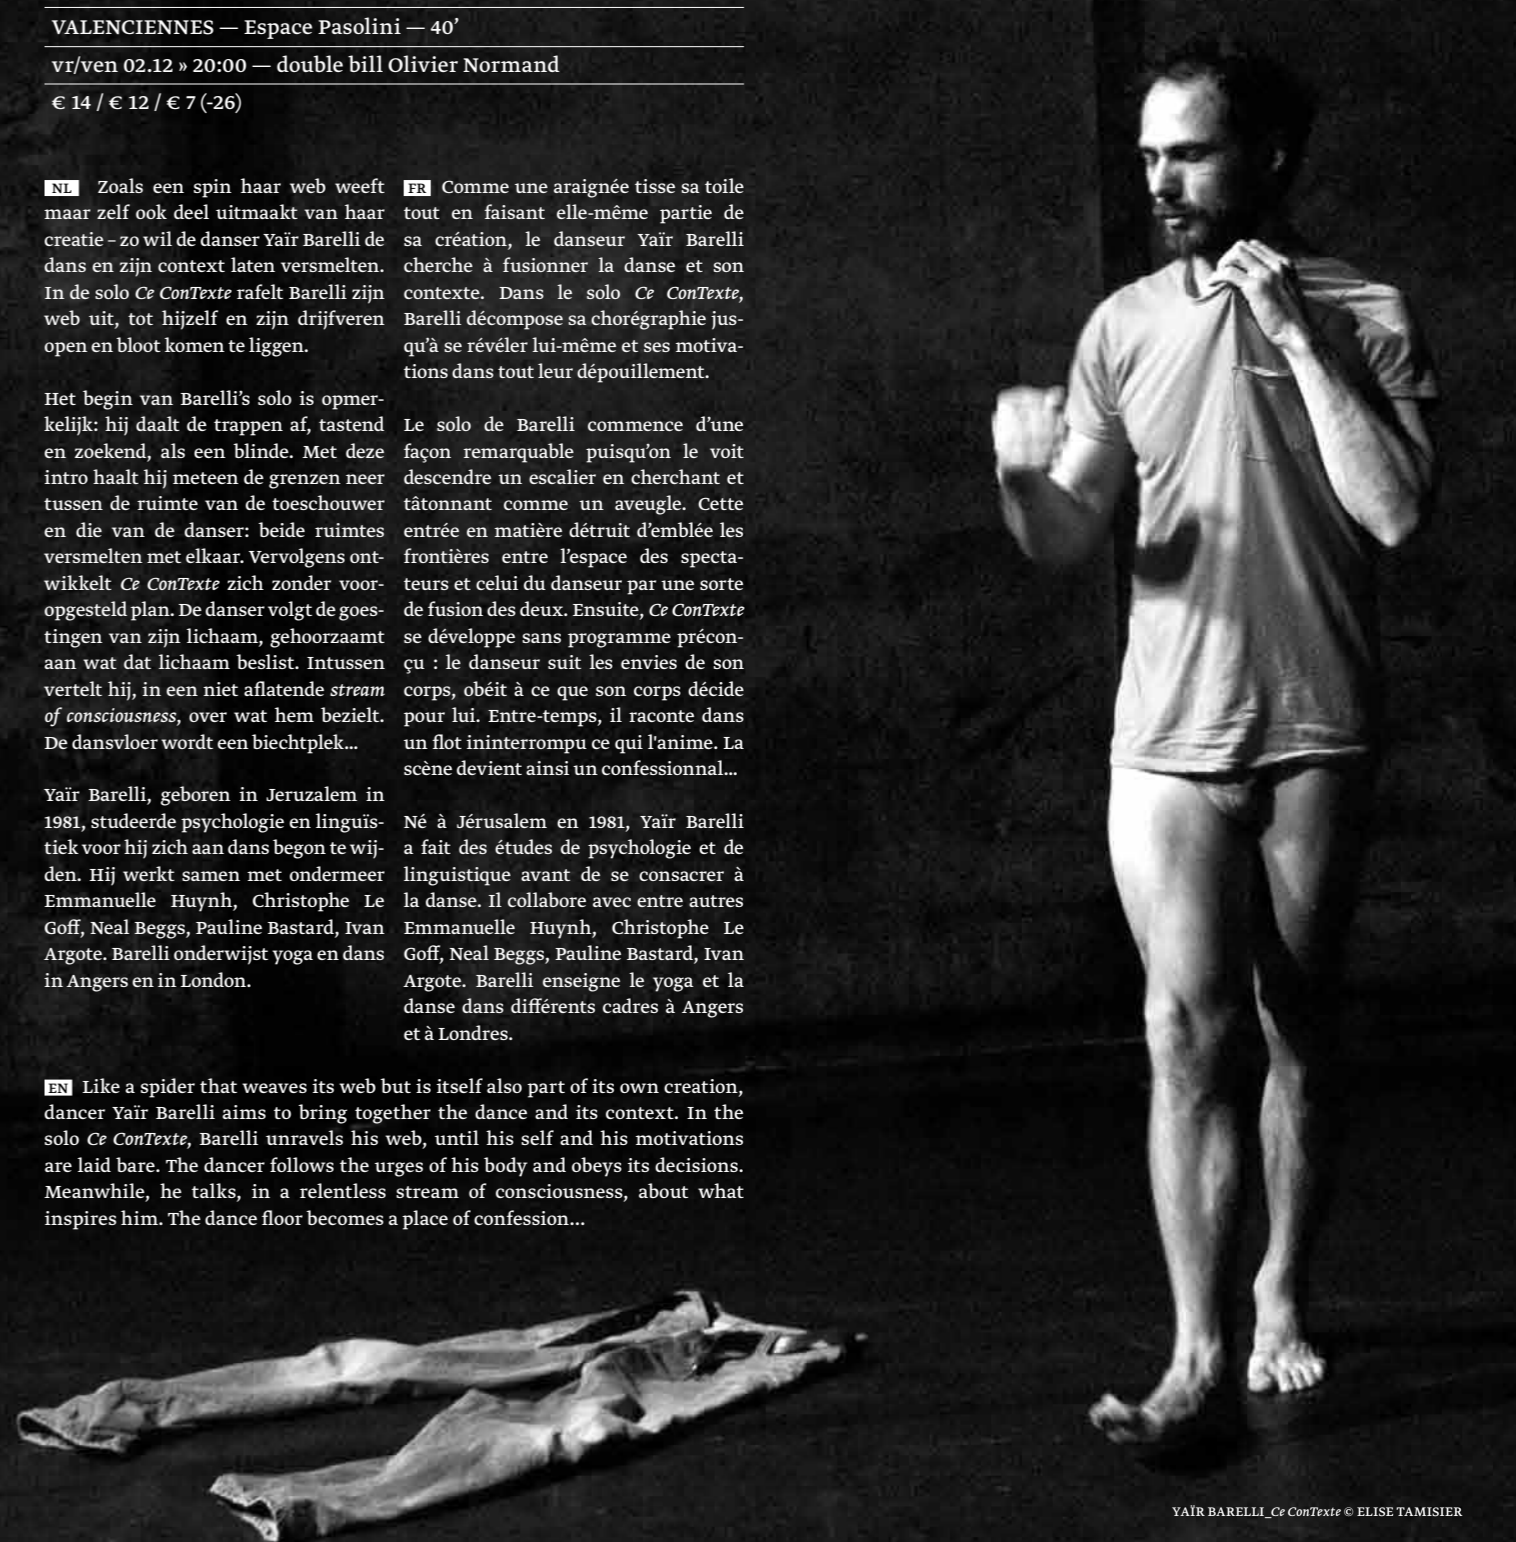 VALENCIENNES — Espace Pasolini — 40’
vr/ven 02.12 » 20:00 — double bill Olivier Normand
€ 14 / € 12 / € 7 (-26)
NL Zoals een spin haar web weeft
maar zelf ook deel uitmaakt van haar
creatie – zo wil de danser Yaïr Barelli de
dans en zijn context laten versmelten.
In de solo Ce ConTexte rafelt Barelli zijn
web uit, tot hijzelf en zijn drijfveren
open en bloot komen te liggen.
Het begin van Barelli’s solo is opmer-
kelijk: hij daalt de trappen af, tastend
en zoekend, als een blinde. Met deze
intro haalt hij meteen de grenzen neer
tussen de ruimte van de toeschouwer
en die van de danser: beide ruimtes
versmelten met elkaar. Vervolgens ont-
wikkelt Ce ConTexte zich zonder voor-
opgesteld plan. De danser volgt de goes-
tingen van zijn lichaam, gehoorzaamt
aan wat dat lichaam beslist. Intussen
vertelt hij, in een niet aflatende stream
of consciousness, over wat hem bezielt.
De dansvloer wordt een biechtplek...
Yaïr Barelli, geboren in Jeruzalem in
1981, studeerde psychologie en linguïs-
tiek voor hij zich aan dans begon te wij-
den. Hij werkt samen met ondermeer
Emmanuelle Huynh, Christophe Le
Goff, Neal Beggs, Pauline Bastard, Ivan
Argote. Barelli onderwijst yoga en dans
in Angers en in London.
FR Comme une araignée tisse sa toile
tout en faisant elle-même partie de
sa création, le danseur Yaïr Barelli
cherche à fusionner la danse et son
contexte. Dans le solo Ce ConTexte,
Barelli décompose sa chorégraphie jus-
qu’à se révéler lui-même et ses motiva-
tions dans tout leur dépouillement.
Le solo de Barelli commence d’une
façon remarquable puisqu’on le voit
descendre un escalier en cherchant et
tâtonnant comme un aveugle. Cette
entrée en matière détruit d’emblée les
frontières entre l’espace des specta-
teurs et celui du danseur par une sorte
de fusion des deux. Ensuite, Ce ConTexte
se développe sans programme précon-
çu : le danseur suit les envies de son
corps, obéit à ce que son corps décide
pour lui. Entre-temps, il raconte dans
un flot ininterrompu ce qui l'anime. La
scène devient ainsi un confessionnal...
Né à Jérusalem en 1981, Yaïr Barelli
a fait des études de psychologie et de
linguistique avant de se consacrer à
la danse. Il collabore avec entre autres
Emmanuelle Huynh, Christophe Le
Goff, Neal Beggs, Pauline Bastard, Ivan
Argote. Barelli enseigne le yoga et la
danse dans différents cadres à Angers
et à Londres.
EN Like a spider that weaves its web but is itself also part of its own creation,
dancer Yaïr Barelli aims to bring together the dance and its context. In the
solo Ce ConTexte, Barelli unravels his web, until his self and his motivations
are laid bare. The dancer follows the urges of his body and obeys its decisions.
Meanwhile, he talks, in a relentless stream of consciousness, about what
inspires him. The dance floor becomes a place of confession...
YAÏR BARELLI_Ce ConTexte © ELISE TAMISIER